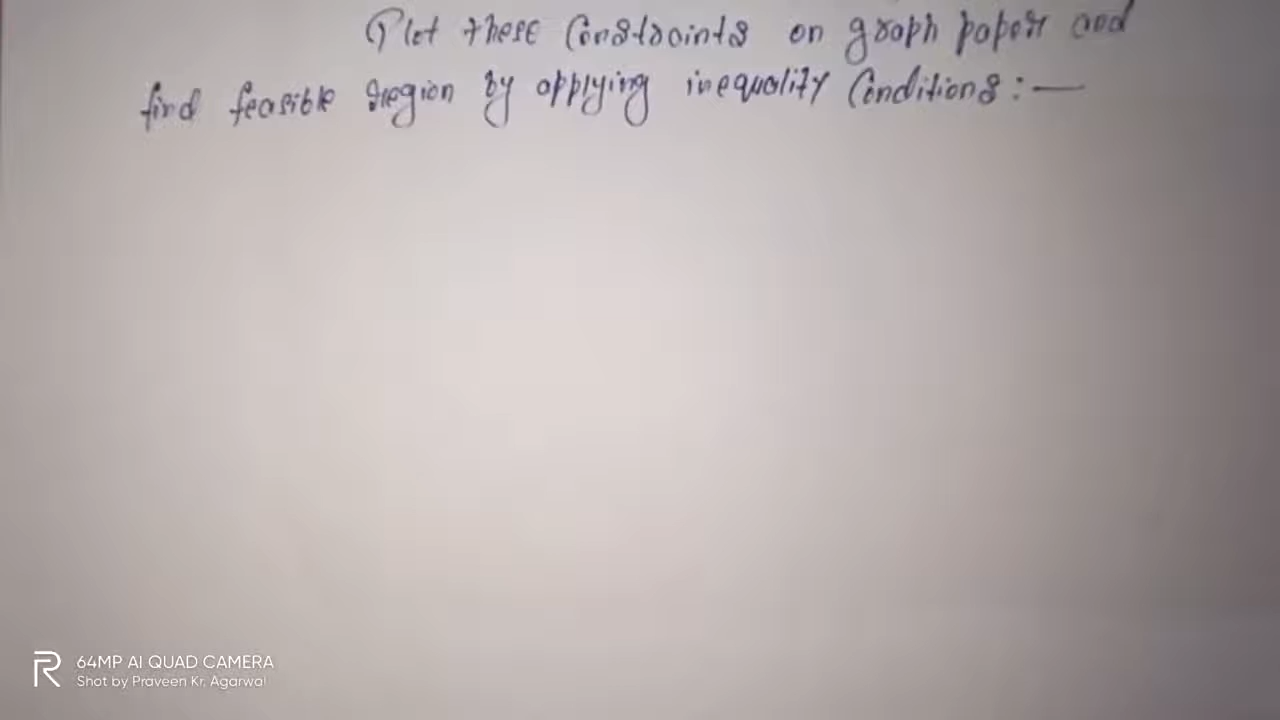 Plot these Constraints on graph paper and
find feasible region by applying inequality Conditions :—
64MP AI QUAD CAMERA
Shot by Praveen Kr. Agarwal